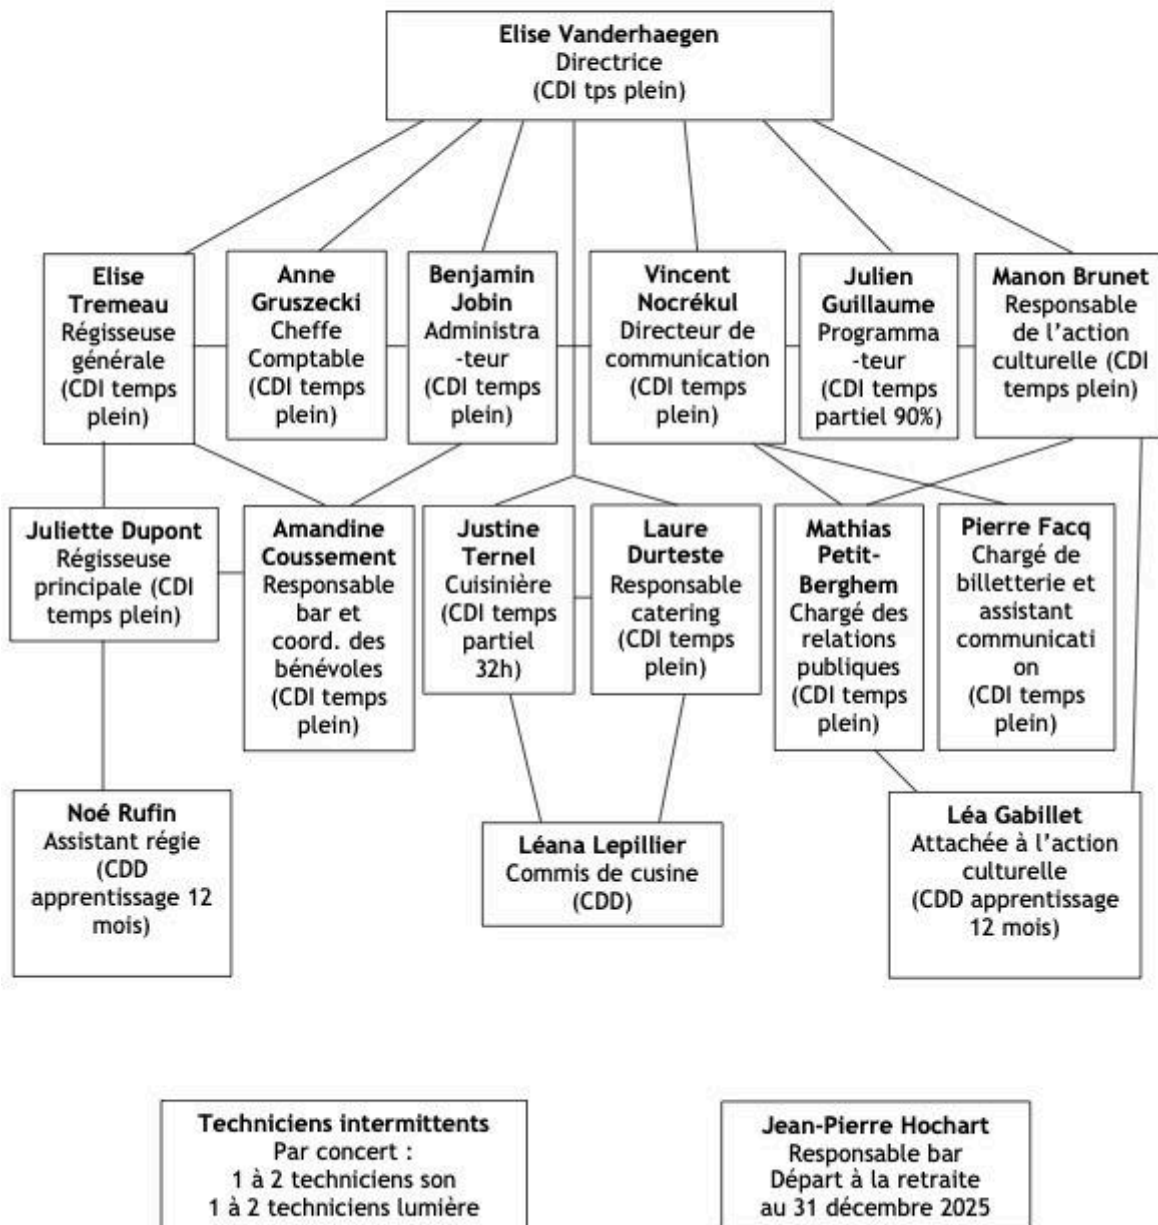 Elise Vanderhaegen
Directrice
(CDI tps plein)
Elise
Tremeau
Régisseuse
générale
(CDI temps
plein)
Anne
Gruszecki
Cheffe
Comptable
(CDI temps
plein)
Benjamin
Jobin
Administra
-teur
(CDI temps
plein)
Vincent
Nocrékul
Directeur de
communication
(CDI temps
plein)
Julien
Guillaume
Programma
-teur
(CDI temps
partiel 90%)
Manon Brunet
Responsable
de l’action
culturelle (CDI
temps plein)
Juliette Dupont
Régisseuse
principale (CDI
temps plein)
Amandine
Coussement
Responsable
bar et
coord. des
bénévoles
(CDI temps
plein)
Justine
Ternel
Cuisinière
(CDI temps
partiel
32h)
Laure
Durteste
Responsable
catering
(CDI temps
plein)
Mathias
Petit-
Berghem
Chargé des
relations
publiques
(CDI temps
plein)
Pierre Facq
Chargé de
billetterie et
assistant
communicati
on
(CDI temps
plein)
Noé Rufin
Assistant régie
(CDD
apprentissage 12
mois)
Léana Lepillier
Commis de cusine
(CDD)
Léa Gabillet
Attachée à l’action
culturelle
(CDD apprentissage
12 mois)
Techniciens intermittents
Par concert :
1 à 2 techniciens son
1 à 2 techniciens lumière
Jean-Pierre Hochart
Responsable bar
Départ à la retraite
au 31 décembre 2025